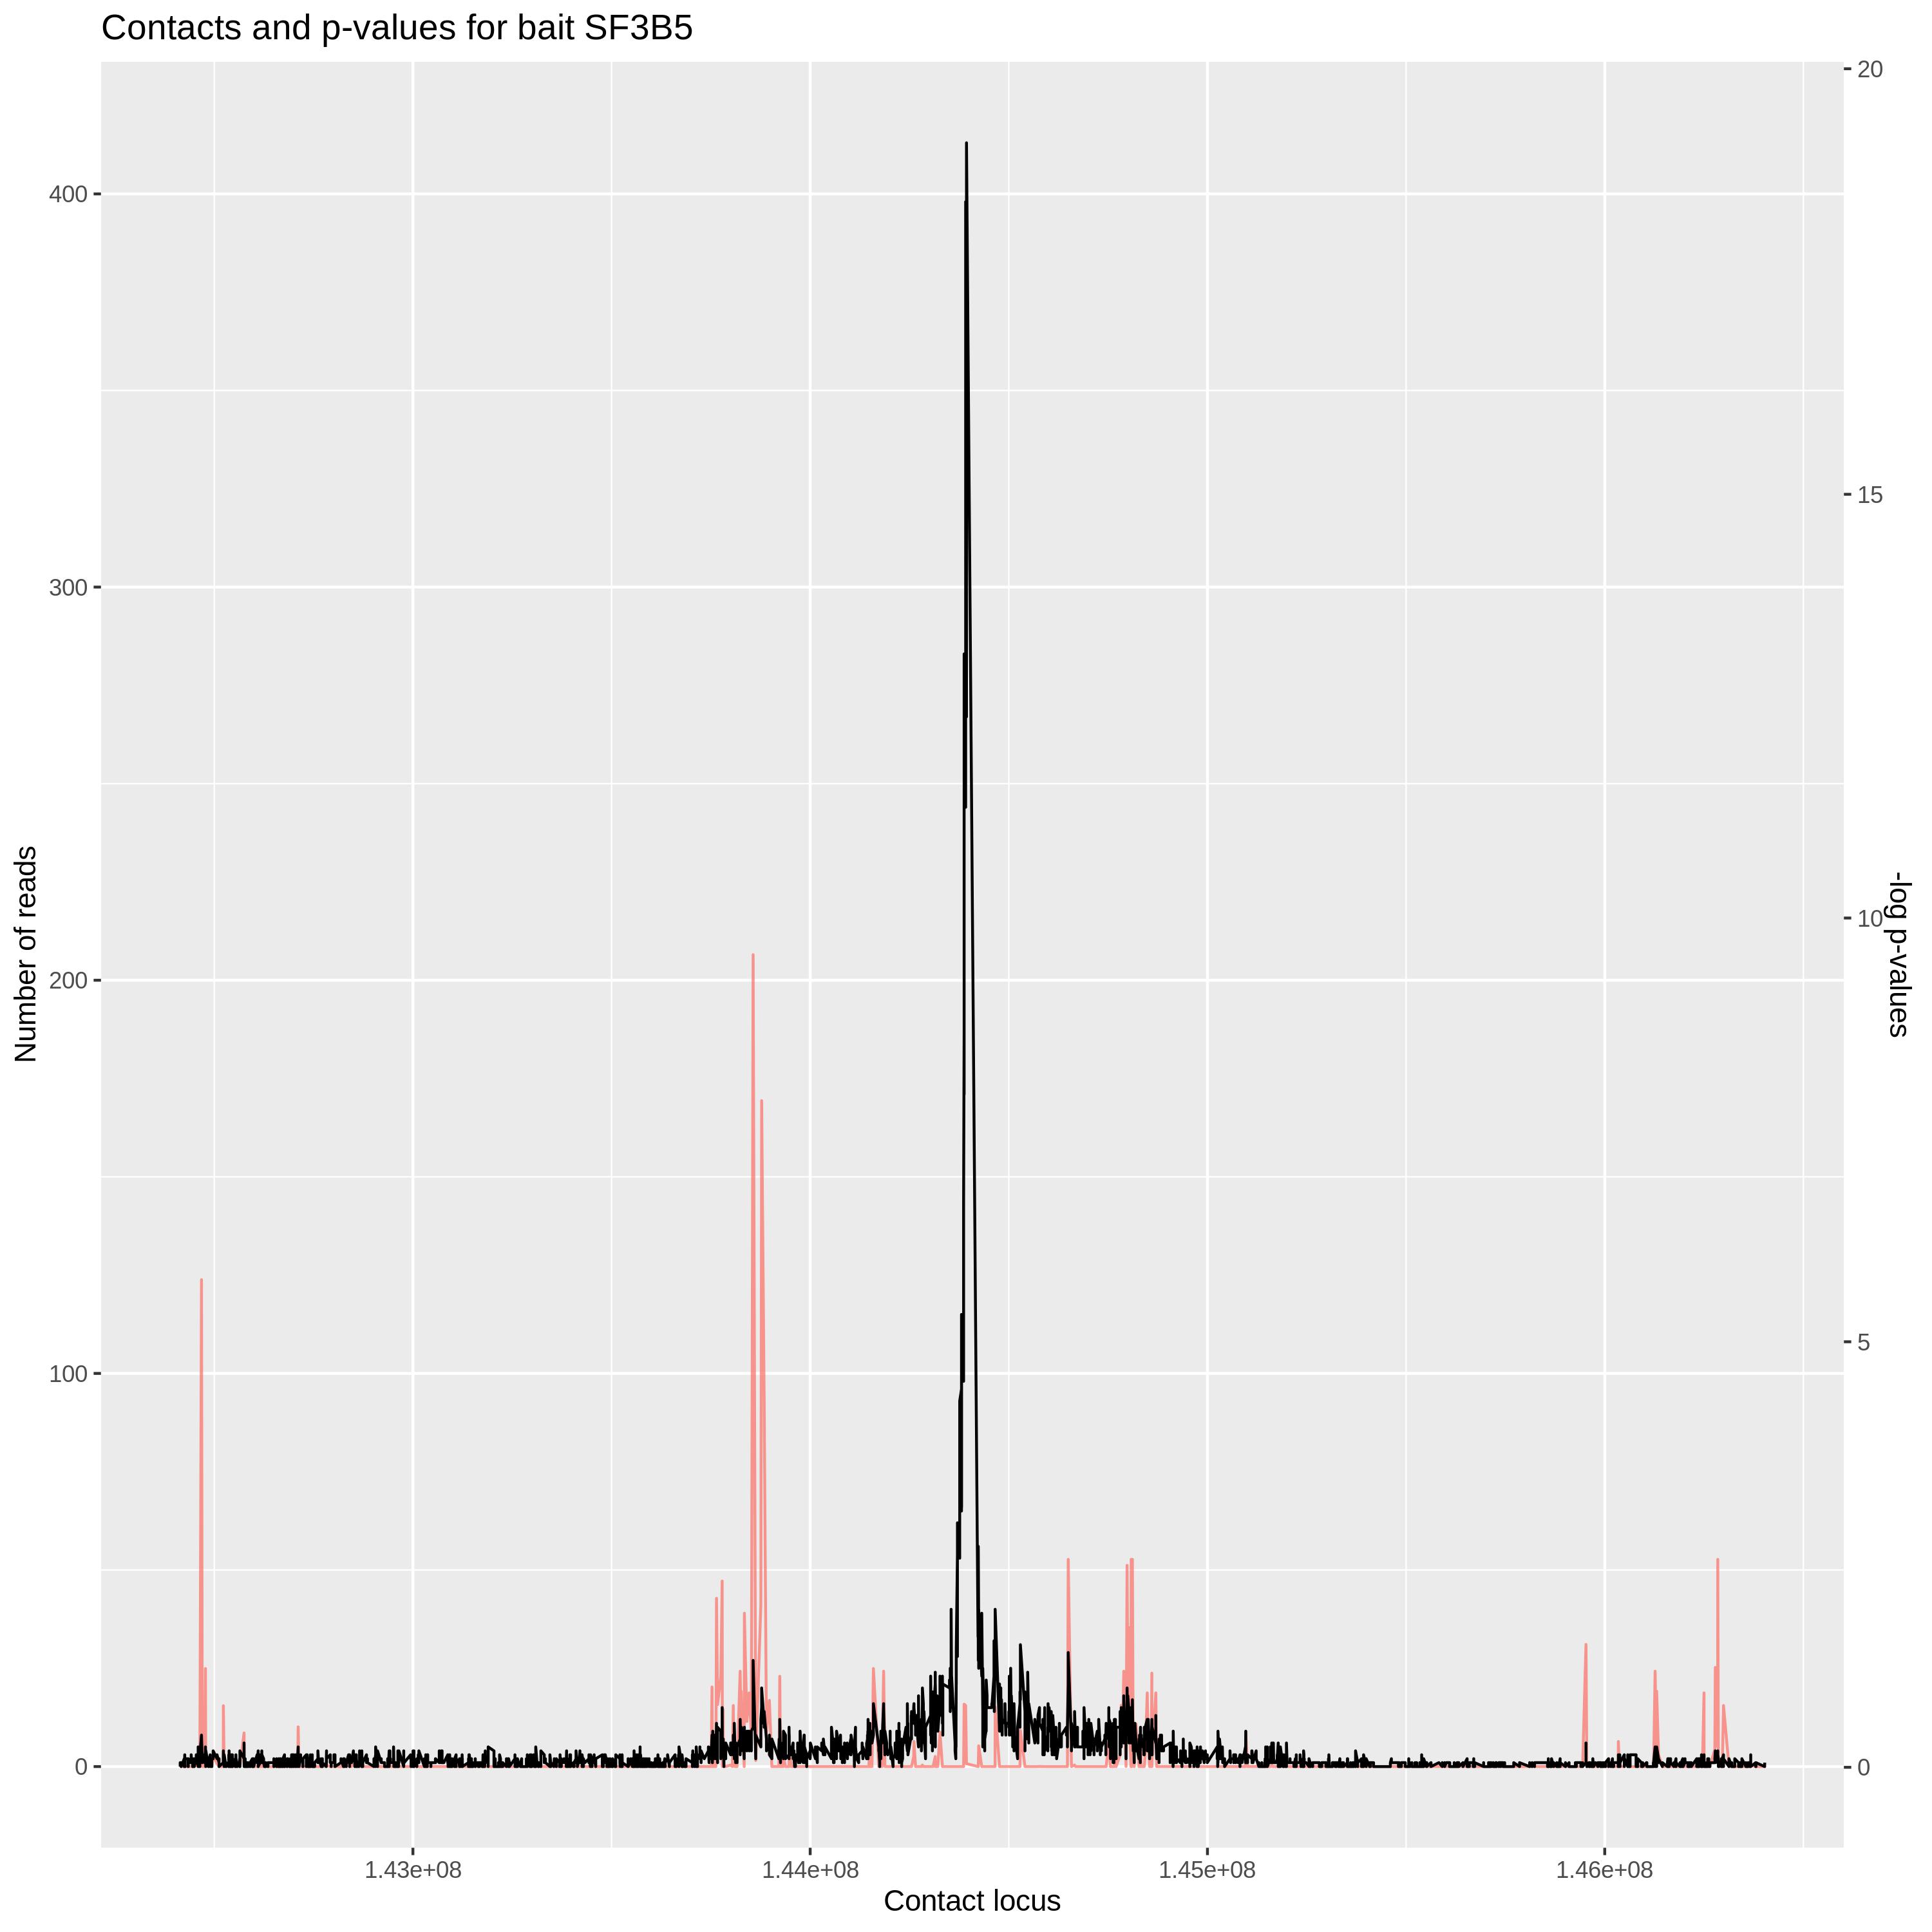 Contacts and p-values for bait SF3B5
Number of reads
400
300
200
100
0
20
15
10
5
0
-log p-values
1.43e+08
1.44e+08
1.45e+08
1.46e+08
Contact locus